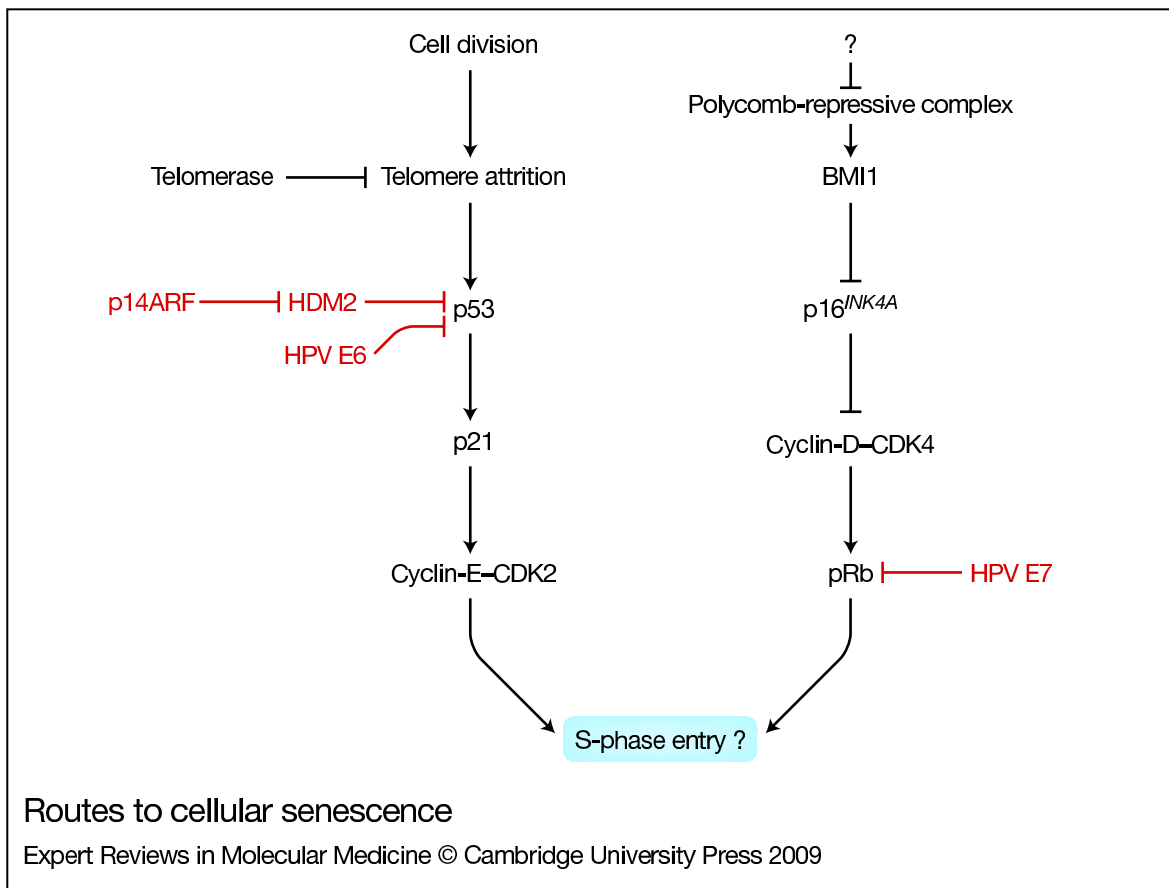 Cell division
?
Polycomb-repressive complex
Telomerase
Telomere attrition
BMI1
p14ARF
HDM2
p53
p16INK4A
HPV E6
p21
Cyclin-D–CDK4
Cyclin-E–CDK2
pRb
HPV E7
S-phase entry ?
Routes to cellular senescence
Expert Reviews in Molecular Medicine © Cambridge University Press 2009